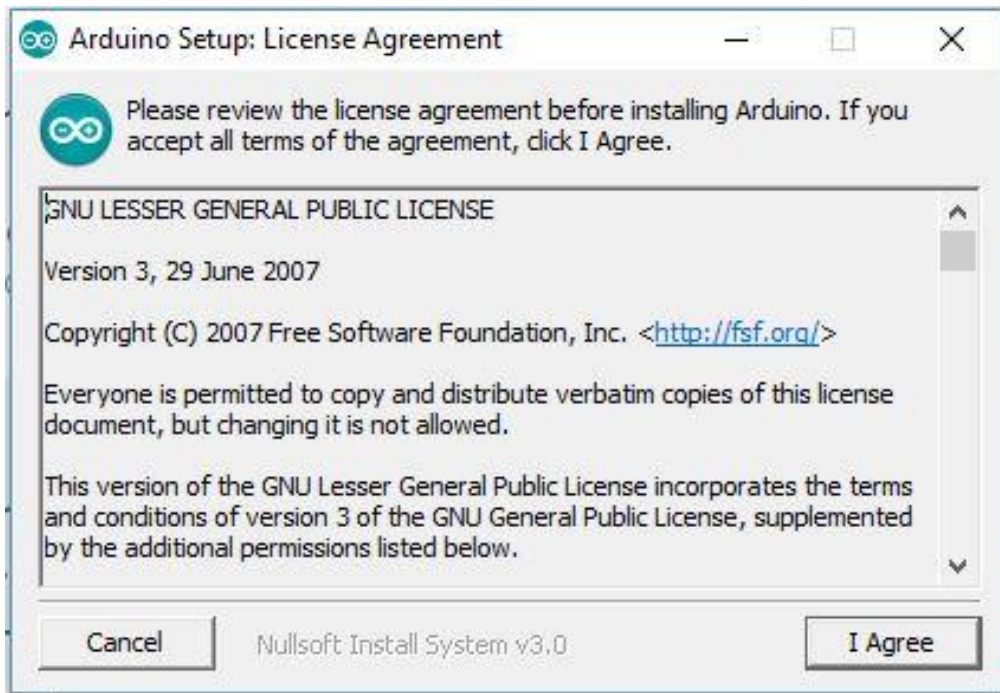 Arduino Setup: License Agreement
Please review the license agreement before installing Arduino. If you
accept all terms of the agreement, click I Agree.
GNU LESSER GENERAL PUBLIC LICENSE
Version 3, 29 June 2007
Copyright (C) 2007 Free Software Foundation, Inc. <http://fsf.org/>
Everyone is permitted to copy and distribute verbatim copies of this license
document, but changing it is not allowed.
This version of the GNU Lesser General Public License incorporates the terms
and conditions of version 3 of the GNU General Public License, supplemented
by the additional permissions listed below.
Cancel
Nullsoft Install System v3.0
I Agree